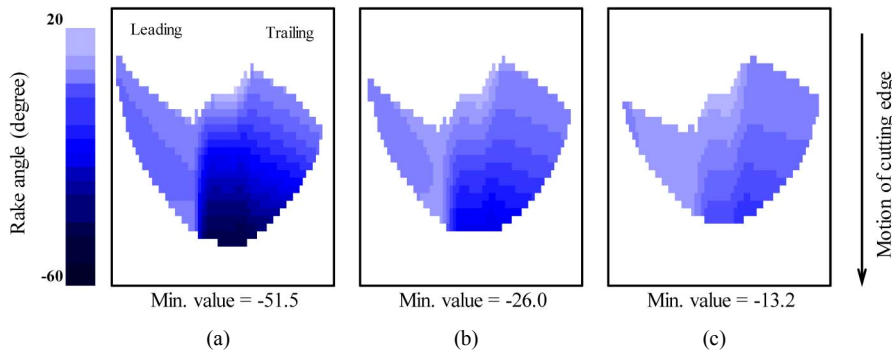 20
Rake angle (degree)
-60
Leading
Trailing
Min. value = -51.5
Min. value = -26.0
Min. value = -13.2
(a)
(b)
(c)
Motion of cutting edge